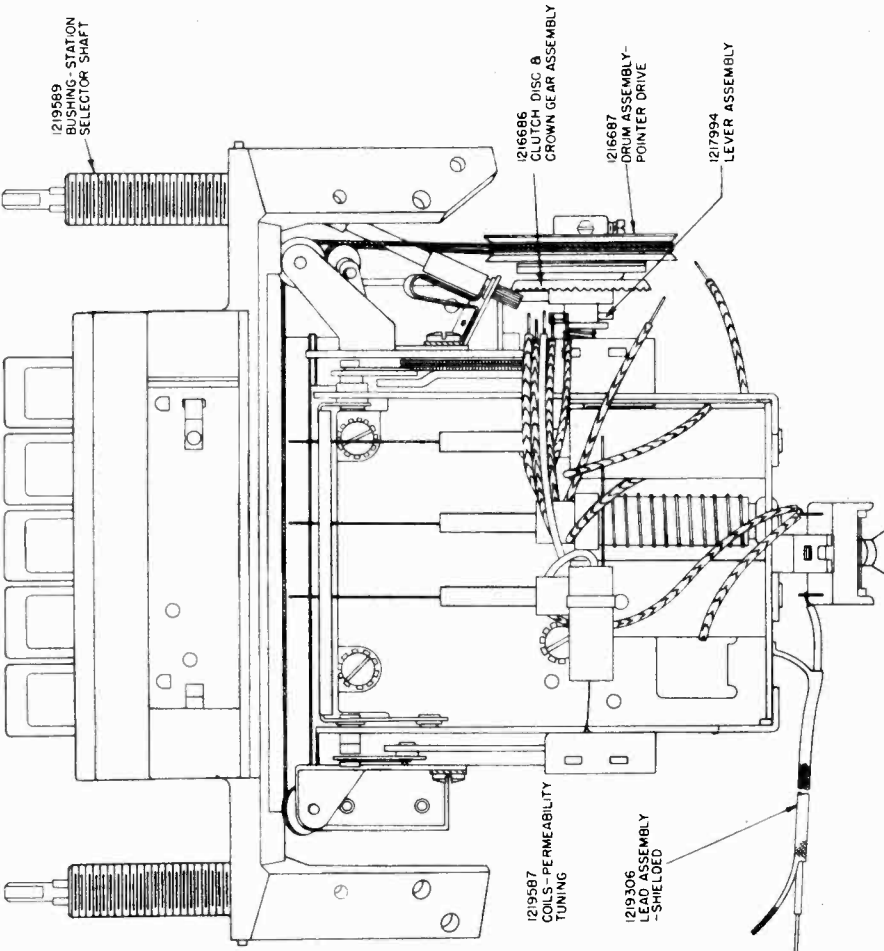 1219589
BUSHING-STATION
SELECTOR SHAFT
1216686
CLUTCH DISC &
CROWN GEAR ASSEMBLY
1216687
DRUM ASSEMBLY-
POINTER DRIVE
1217994
LEVER ASSEMBLY
1219587
COILS-PERMEABILITY
TUNING
1219306
LEAD ASSEMBLY
-SHIELDED